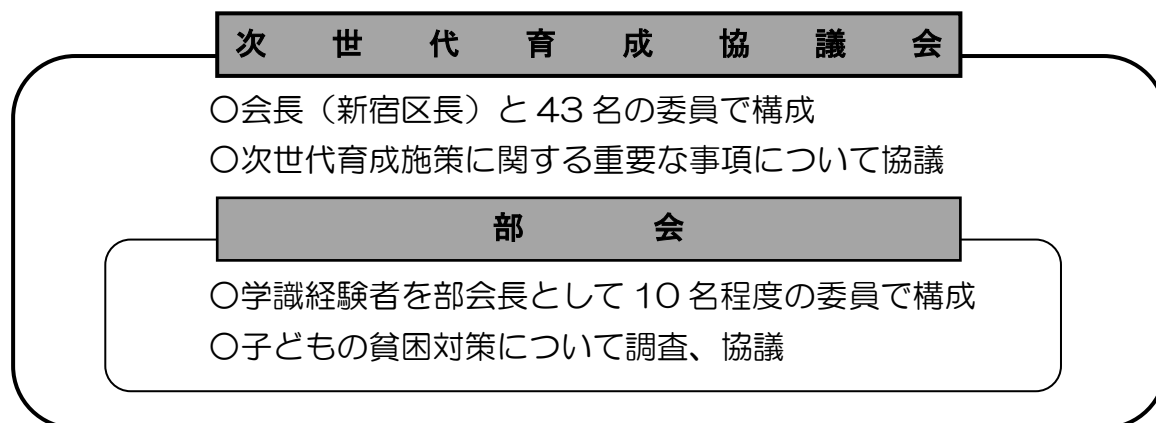 次世代育成協議会
〇会長（新宿区長）と43名の委員で構成
〇次世代育成施策に関する重要な事項について協議
部会
〇学識経験者を部会長として10名程度の委員で構成
〇子どもの貧困対策について調査、協議